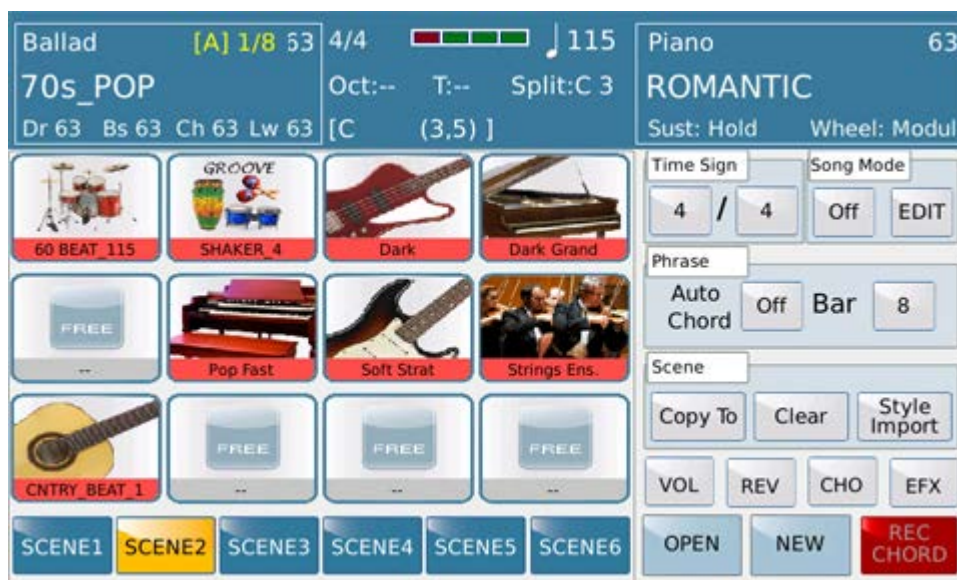 Ballad [A] 1/8 63
70s_POP
Dr 63 Bs 63 Ch 63 Lw 63
4/4 115
Oct:-- T:-- Split:C 3
[C (3,5) ]
Piano 63
ROMANTIC
Sust: Hold Wheel: Modul
GROOVE
60 BEAT_115 SHAKER_4 Dark Dark Grand
FREE
-- Pop Fast Soft Strat Strings Ens.
FREE FREE FREE
CNTRY_BEAT_1 -- -- --
SCENE1 SCENE2 SCENE3 SCENE4 SCENE5 SCENE6
Time Sign Song Mode
4 / 4 Off EDIT
Phrase
Auto
Chord Off Bar 8
Scene
Copy To Clear Style
Import
VOL REV CHO EFX
OPEN NEW REC
CHORD